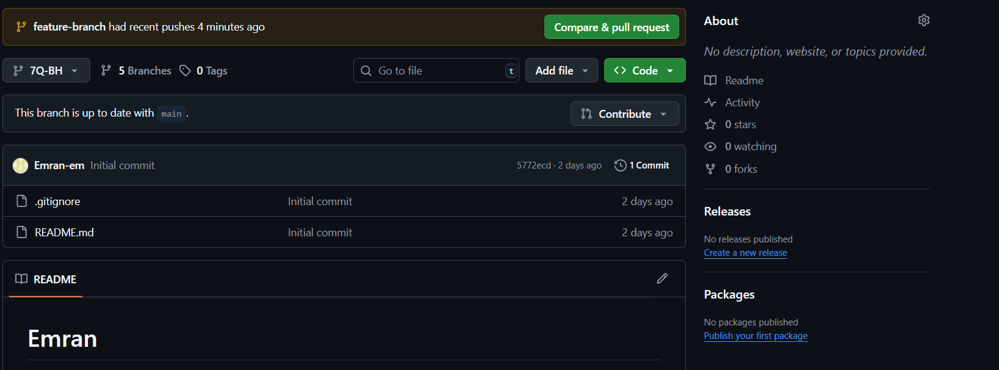 feature-branch had recent pushes 4 minutes ago
Compare & pull request
7Q-BH
5 Branches
0 Tags
Go to file
t
Add file
Code
This branch is up to date with main .
Contribute
Emran-em Initial commit
5772ecd · 2 days ago
1 Commit
.gitignore Initial commit 2 days ago
README.md Initial commit 2 days ago
README
Emran
About
No description, website, or topics provided.
Readme
Activity
0 stars
0 watching
0 forks
Releases
No releases published
Create a new release
Packages
No packages published
Publish your first package